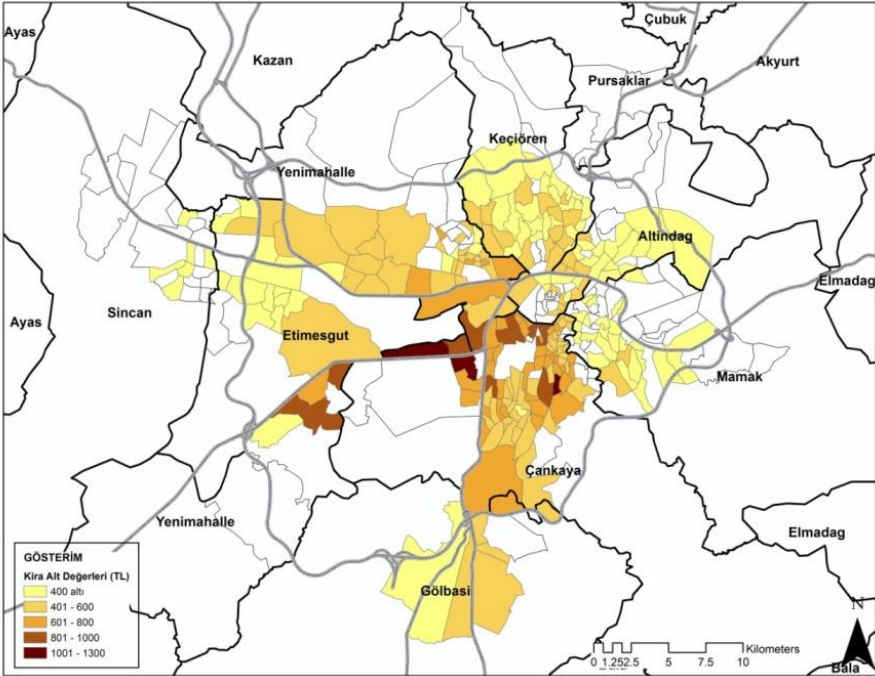 Çubuk
Ayas
Kazan
Akyurt
Pursaklar
Keçiören
Yenimahalle
Altindag
Elmadag
Sincan
Ayas
Etimesgut
Mamak
Çankaya
Yenimahalle
Elmadag
GÖSTERİM
Kira Alt Değerleri (TL)
400 altı
401 - 600
601 - 800
801 - 1000
1001 - 1300
Gölbasi
N
Kilometers
0 1.252.5 5 7.5 10
Bala